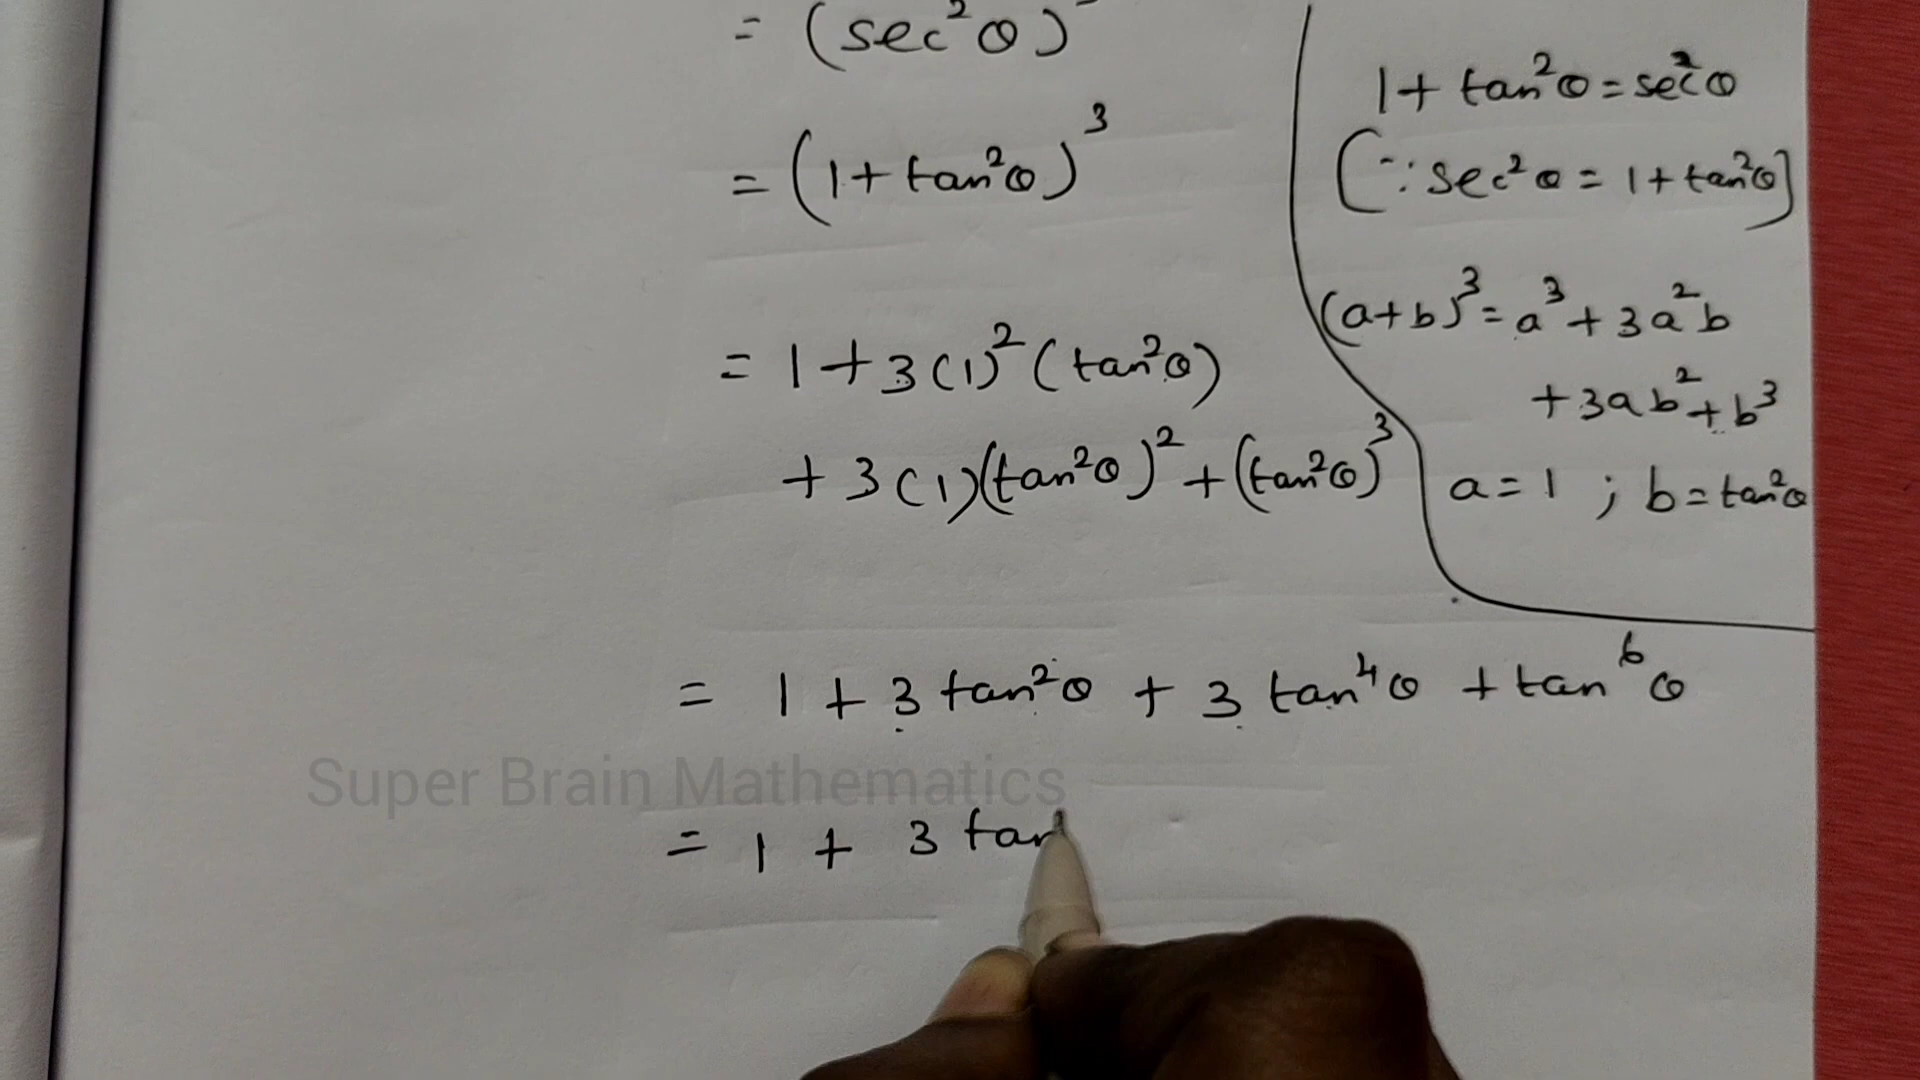 = (sec²θ)
= (1 + tan²θ)³
= 1 + 3(1)²(tan²θ)
+ 3(1)(tan²θ)² + (tan²θ)³
= 1 + 3 tan²θ + 3 tan⁴θ + tan⁶θ
= 1 + 3 tan
1 + tan²θ = sec²θ
(∵ sec²θ = 1 + tan²θ]
(a+b)³ = a³ + 3a²b
+ 3ab² + b³
a = 1 ; b = tan²θ
Super Brain Mathematics